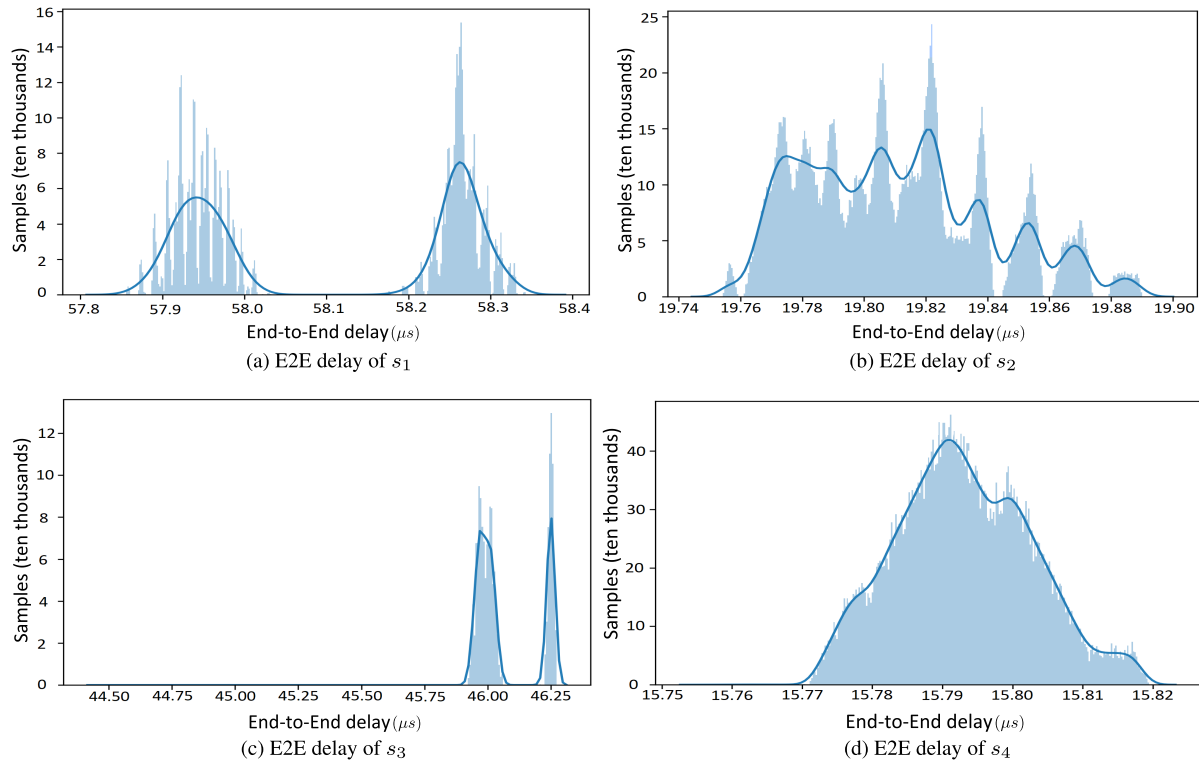 16
14
12
10
8
6
4
2
0
Samples (ten thousands)
57.8 57.9 58.0 58.1 58.2 58.3 58.4
End-to-End delay (μs)
(a) E2E delay of s1
25
20
15
10
5
0
Samples (ten thousands)
19.74 19.76 19.78 19.80 19.82 19.84 19.86 19.88 19.90
End-to-End delay (μs)
(b) E2E delay of s2
12
10
8
6
4
2
0
Samples (ten thousands)
44.50 44.75 45.00 45.25 45.50 45.75 46.00 46.25
End-to-End delay (μs)
(c) E2E delay of s3
40
30
20
10
0
Samples (ten thousands)
15.75 15.76 15.77 15.78 15.79 15.80 15.81 15.82
End-to-End delay (μs)
(d) E2E delay of s4